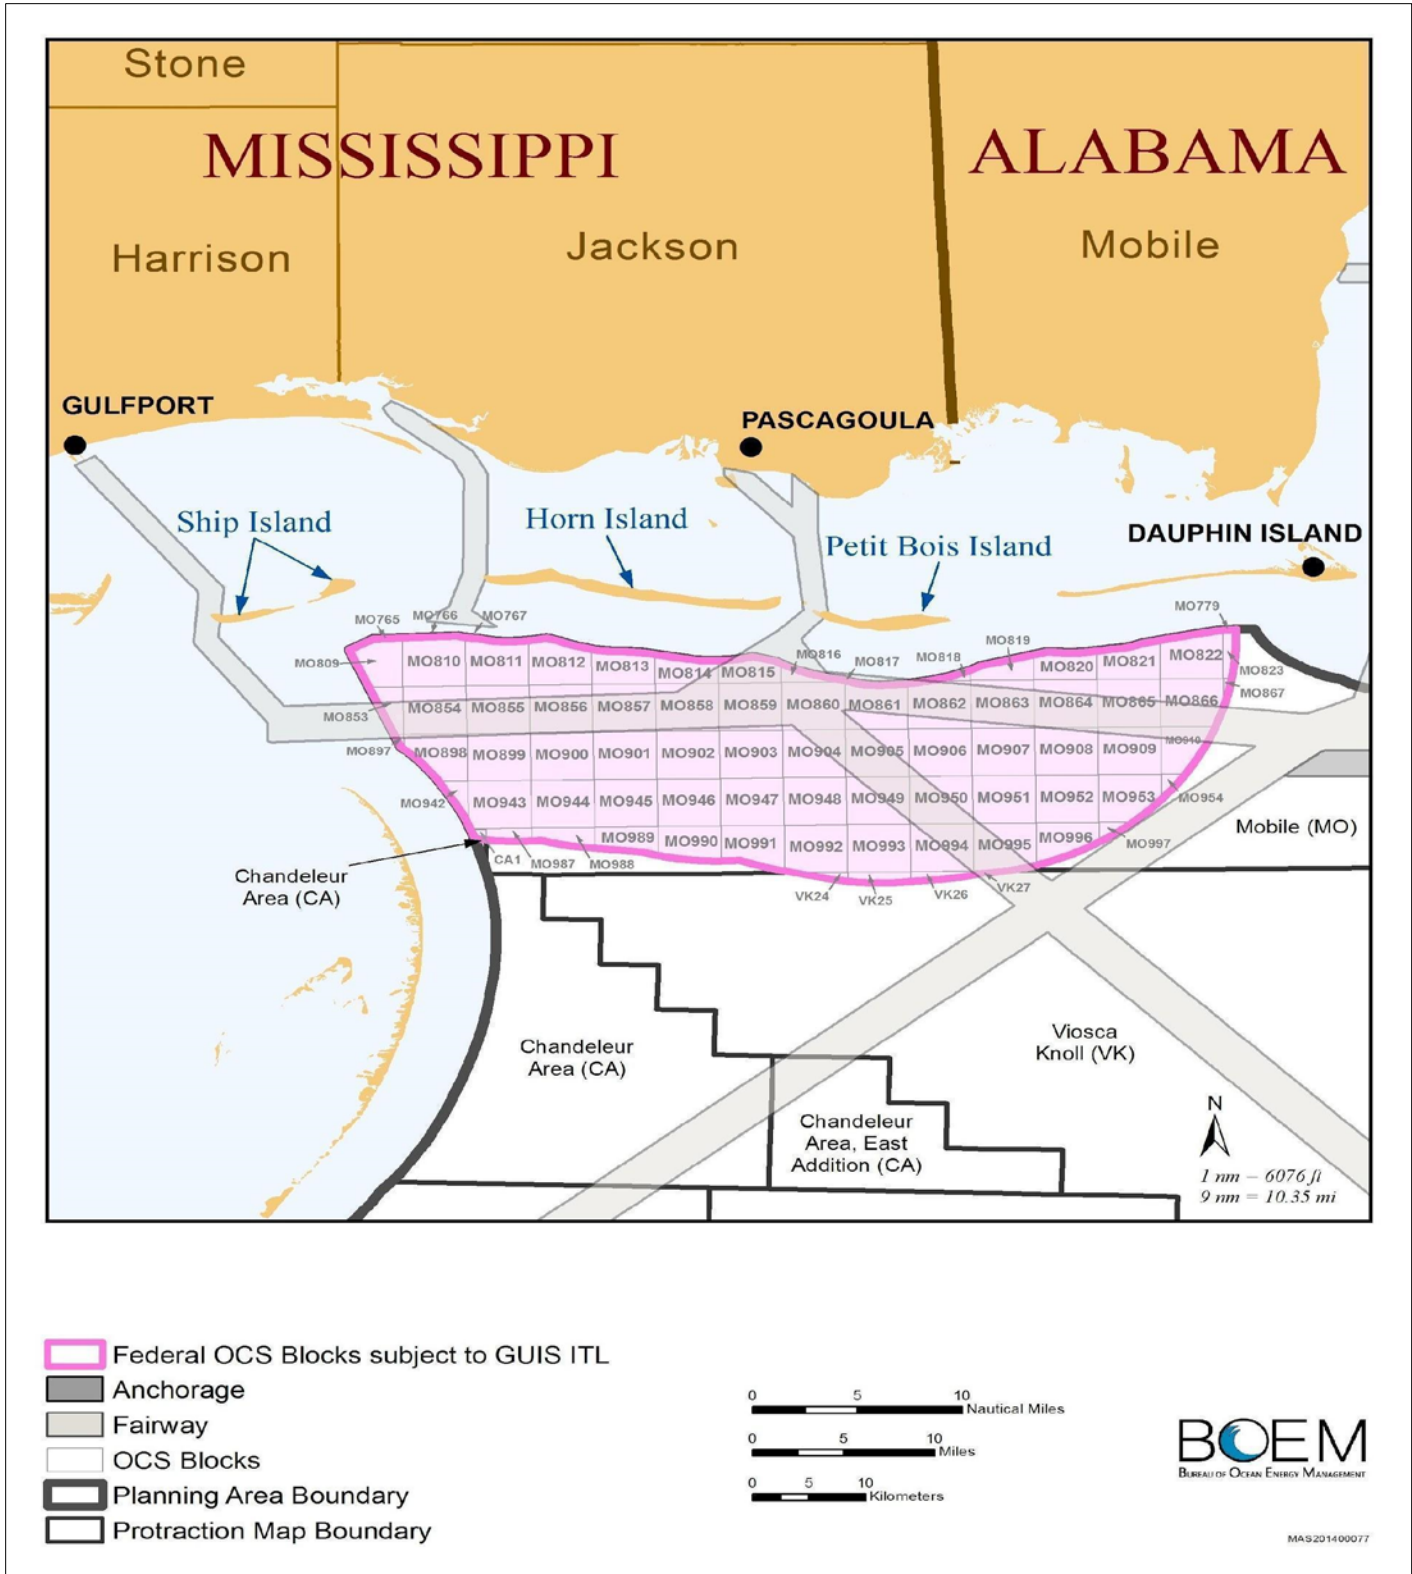 Stone
MISSISSIPPI
ALABAMA
Harrison
Jackson
Mobile
GULFPORT
PASCAGOULA
Ship Island
Horn Island
Petit Bois Island
DAUPHIN ISLAND
MO765
MO766
MO767
MO779
MO809
MO810
MO811
MO812
MO813
MO814
MO815
MO816
MO817
MO818
MO819
MO820
MO821
MO822
MO823
MO853
MO854
MO855
MO856
MO857
MO858
MO859
MO860
MO861
MO862
MO863
MO864
MO865
MO866
MO867
MO897
MO898
MO899
MO900
MO901
MO902
MO903
MO904
MO905
MO906
MO907
MO908
MO909
MO910
MO942
MO943
MO944
MO945
MO946
MO947
MO948
MO949
MO950
MO951
MO952
MO953
MO954
CA1
MO987
MO988
MO989
MO990
MO991
MO992
MO993
MO994
MO995
MO996
MO997
Mobile (MO)
VK24
VK25
VK26
VK27
Chandeleur
Area (CA)
Chandeleur
Area (CA)
Viosca
Knoll (VK)
Chandeleur
Area, East
Addition (CA)
N
1 nm = 6076 ft
9 nm = 10.35 mi
Federal OCS Blocks subject to GUIS ITL
Anchorage
Fairway
OCS Blocks
Planning Area Boundary
Protraction Map Boundary
0 5 10
Nautical Miles
0 5 10
Miles
0 5 10
Kilometers
BOEM
BUREAU OF OCEAN ENERGY MANAGEMENT
MAS201400077